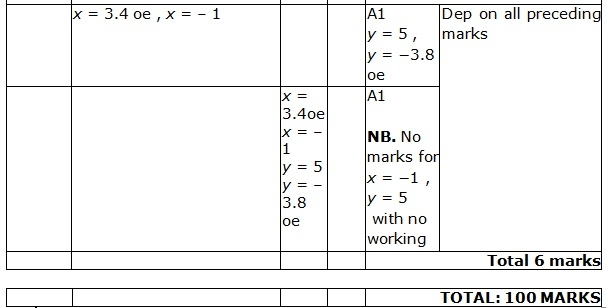 x = 3.4 oe , x = – 1
A1
y = 5 ,
y = −3.8
oe
Dep on all preceding
marks
x =
3.4oe
x = –
1
y = 5
y = –
3.8
oe
A1
NB. No
marks for
x = −1 ,
y = 5
with no
working
Total 6 marks
TOTAL: 100 MARKS